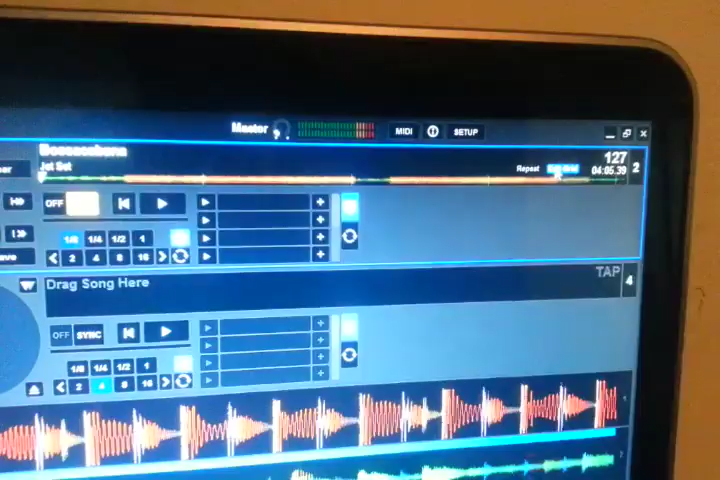 Master MIDI SETUP
127
Jet Set Repeat 04:05.39 2
OFF
1/8 1/4 1/2 1
2 4 8 16
Drag Song Here TAP 4
OFF SYNC
1/8 1/4 1/2 1
2 4 8 16